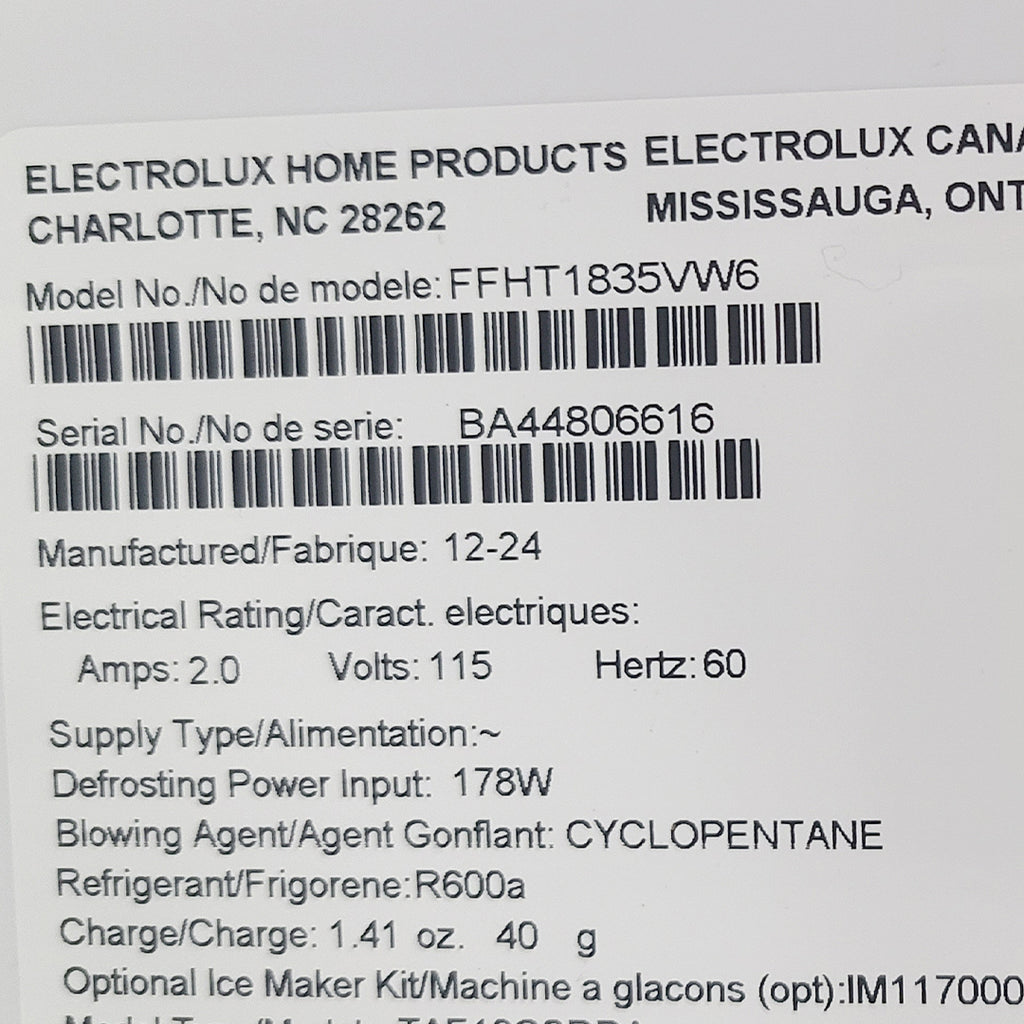 ELECTROLUX HOME PRODUCTS ELECTROLUX
CHARLOTTE, NC 28262 MISSISSAUGA, ONT
Model No./No de modele: FFHT1835VW6
Serial No./No de serie: BA44806616
Manufactured/Fabrique: 12-24
Electrical Rating/Caract. electriques:
Amps: 2.0 Volts: 115 Hertz: 60
Supply Type/Alimentation:~
Defrosting Power Input: 178W
Blowing Agent/Agent Gonflant: CYCLOPENTANE
Refrigerant/Frigorene:R600a
Charge/Charge: 1.41 oz. 40 g
Optional Ice Maker Kit/Machine a glacons (opt):IM117000